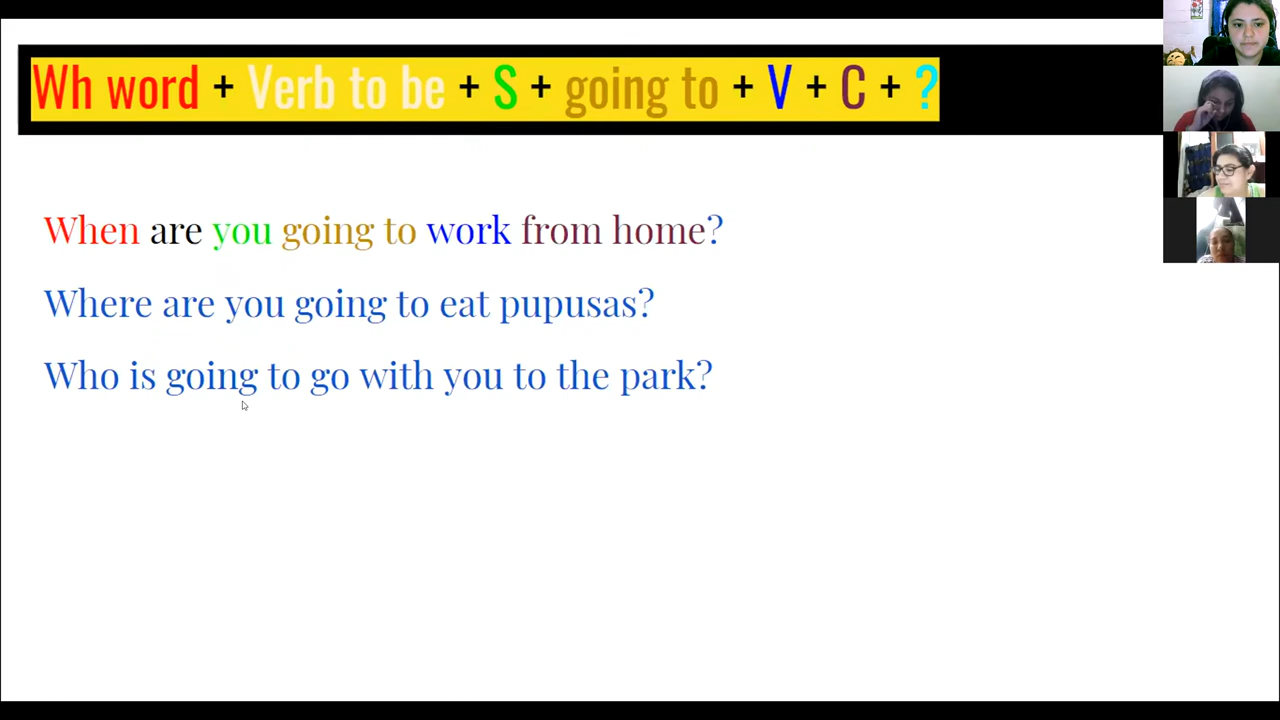 Wh word + Verb to be + S + going to + V + C + ?
When are you going to work from home?
Where are you going to eat pupusas?
Who is going to go with you to the park?